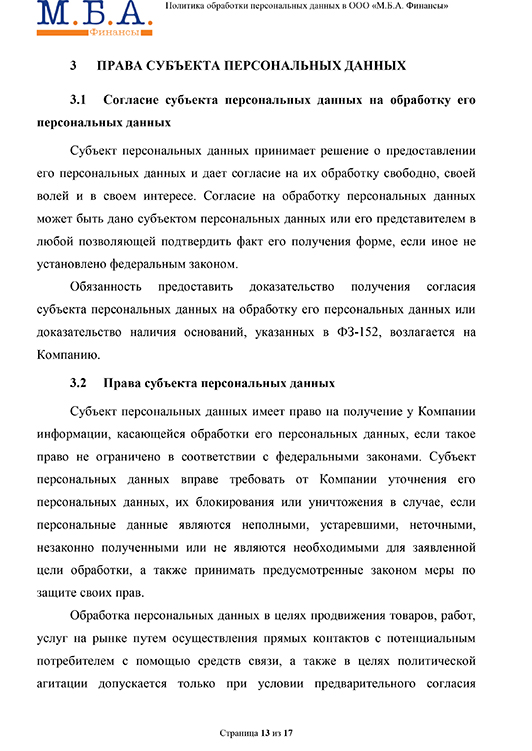 М.Б.А.
Финансы
Политика обработки персональных данных в ООО «М.Б.А. Финансы»
3 ПРАВА СУБЪЕКТА ПЕРСОНАЛЬНЫХ ДАННЫХ
3.1 Согласие субъекта персональных данных на обработку его
персональных данных
Субъект персональных данных принимает решение о предоставлении
его персональных данных и дает согласие на их обработку свободно, своей
волей и в своем интересе. Согласие на обработку персональных данных
может быть дано субъектом персональных данных или его представителем в
любой позволяющей подтвердить факт его получения форме, если иное не
установлено федеральным законом.
Обязанность предоставить доказательство получения согласия
субъекта персональных данных на обработку его персональных данных или
доказательство наличия оснований, указанных в ФЗ-152, возлагается на
Компанию.
3.2 Права субъекта персональных данных
Субъект персональных данных имеет право на получение у Компании
информации, касающейся обработки его персональных данных, если такое
право не ограничено в соответствии с федеральными законами. Субъект
персональных данных вправе требовать от Компании уточнения его
персональных данных, их блокирования или уничтожения в случае, если
персональные данные являются неполными, устаревшими, неточными,
незаконно полученными или не являются необходимыми для заявленной
цели обработки, а также принимать предусмотренные законом меры по
защите своих прав.
Обработка персональных данных в целях продвижения товаров, работ,
услуг на рынке путем осуществления прямых контактов с потенциальным
потребителем с помощью средств связи, а также в целях политической
агитации допускается только при условии предварительного согласия
Страница 13 из 17